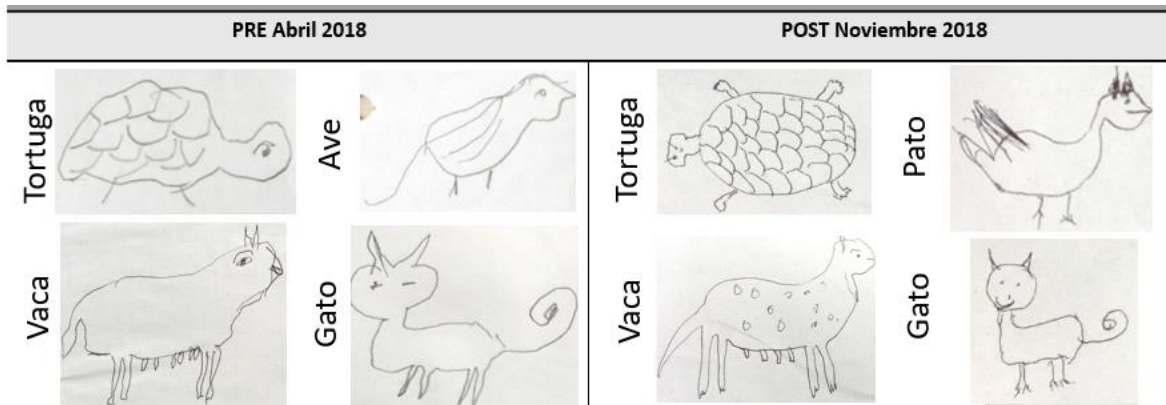 PRE Abril 2018
POST Noviembre 2018
Tortuga
Ave
Tortuga
Pato
Vaca
Gato
Vaca
Gato